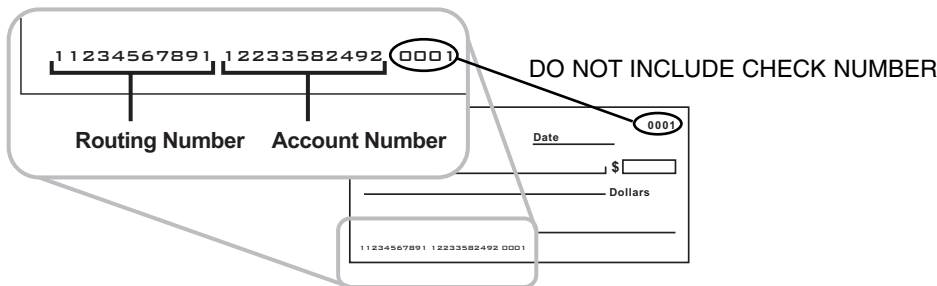 11234567891 12233582492 0001
DO NOT INCLUDE CHECK NUMBER
Routing Number Account Number
0001
Date
$
Dollars
11234567891 12233582492 0001